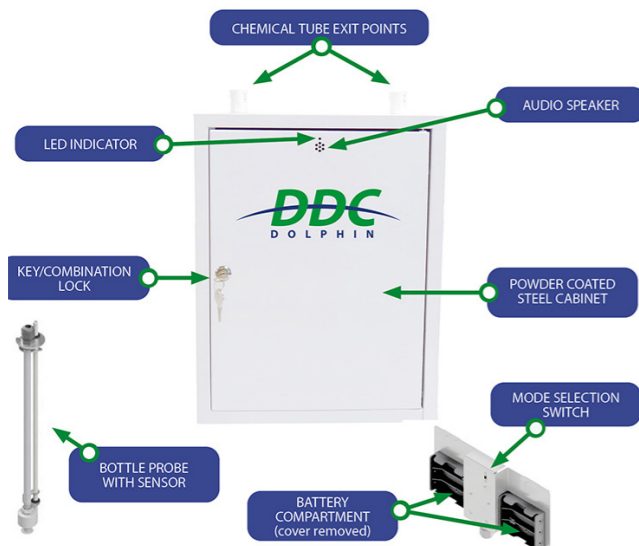 CHEMICAL TUBE EXIT POINTS
LED INDICATOR
AUDIO SPEAKER
DDC
DOLPHIN
KEY/COMBINATION
LOCK
POWDER COATED
STEEL CABINET
MODE SELECTION
SWITCH
BOTTLE PROBE
WITH SENSOR
BATTERY
COMPARTMENT
(cover removed)